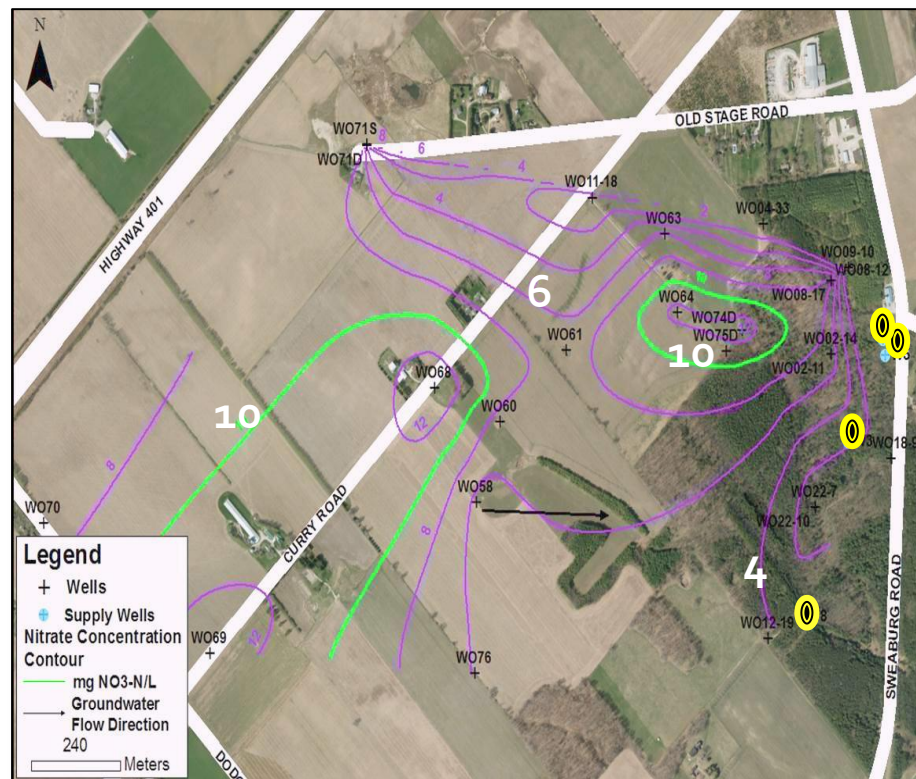 N
WO71S
8
WO71D
6
OLD STAGE ROAD
4
WO11-18
HIGHWAY 401
4
2
WO04-33
WO63
WO09-10
WO08-12
6
WO08-17
WO64
WO74D
WO61
WO75D
10
WO02-14
WO02-11
WO68
10
12
WO60
WO18-9
8
WO58
WO22-7
WO70
WO22-10
CURRY ROAD
4
12
WO69
WO12-19
8
WO76
SWEABURG ROAD
Legend
Wells
Supply Wells
Nitrate Concentration
Contour
mg NO3-N/L
Groundwater
Flow Direction
240
Meters
8